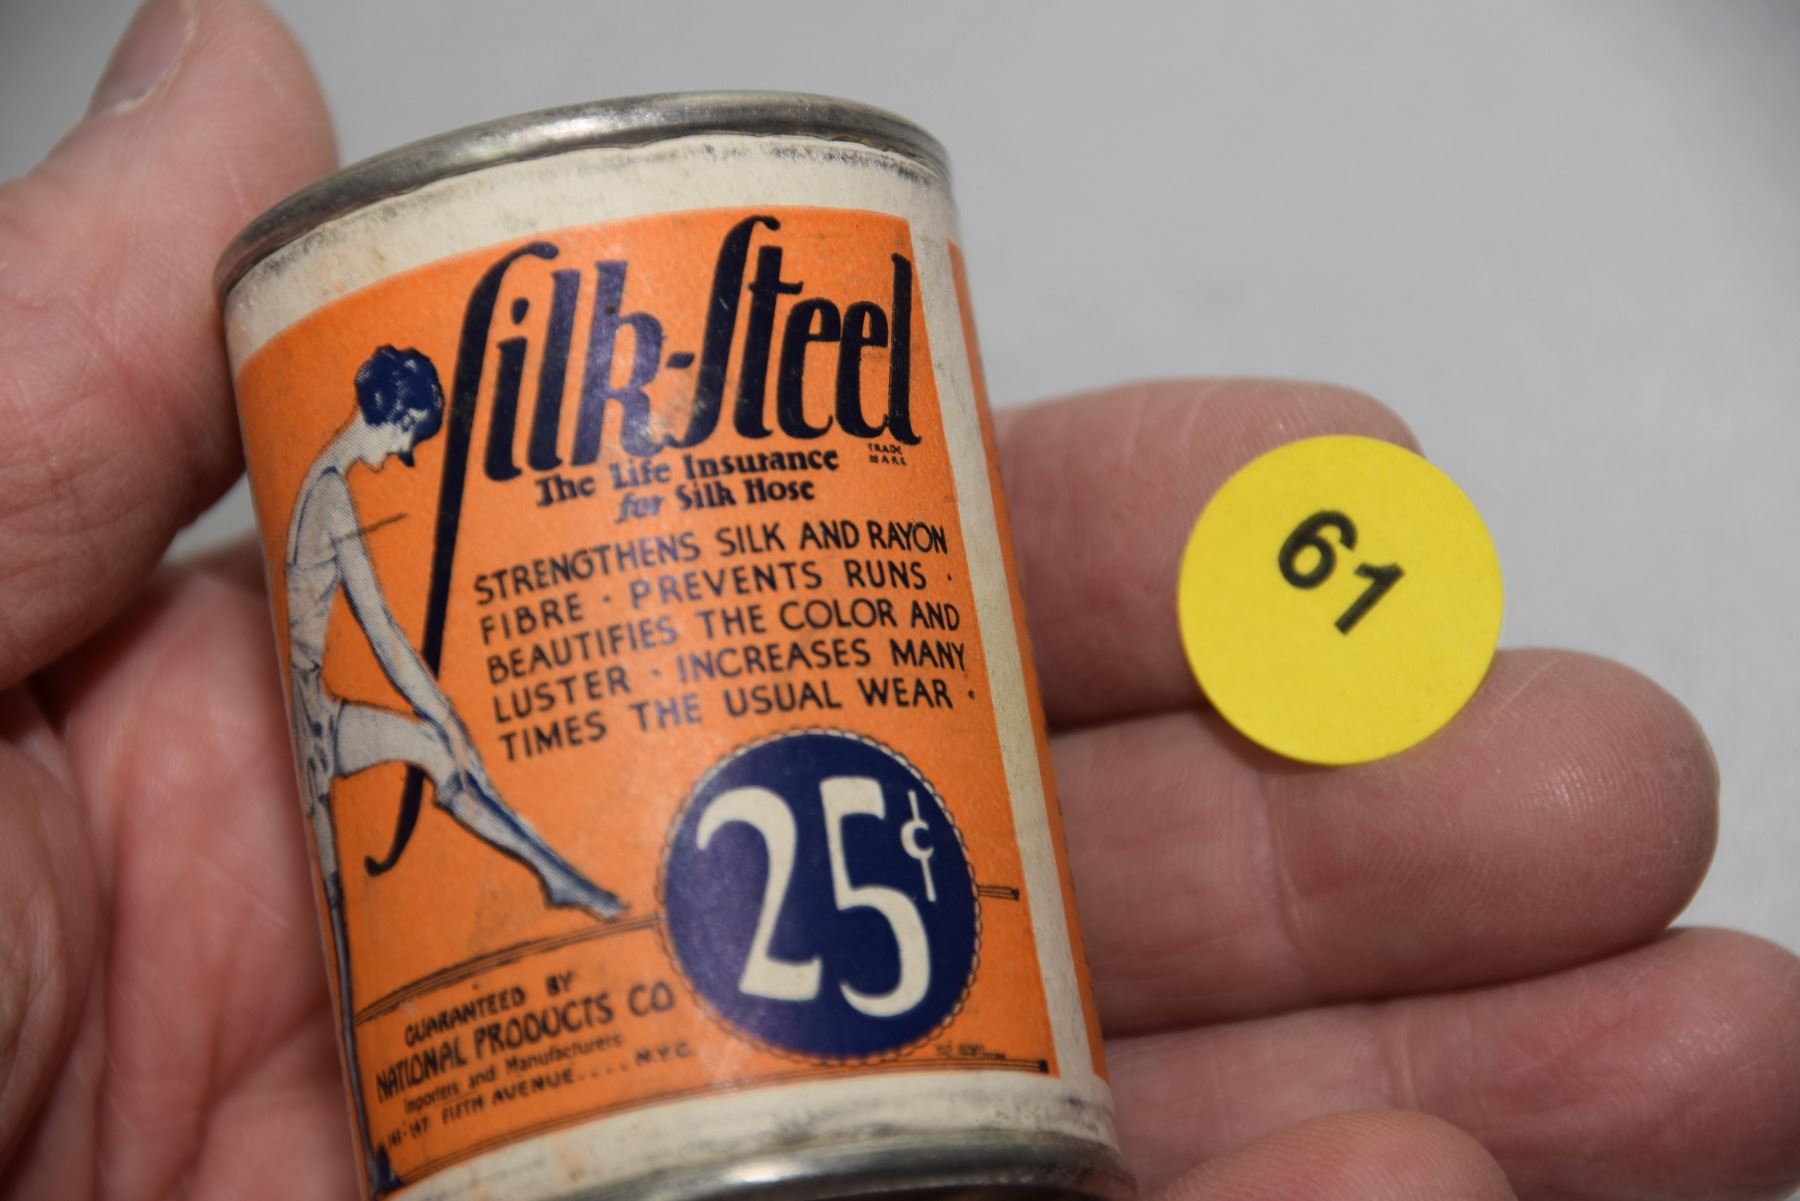 Silk-Steel
TRADE
MARK
The Life Insurance
for Silk Hose
STRENGTHENS SILK AND RAYON
FIBRE · PREVENTS RUNS ·
BEAUTIFIES THE COLOR AND
LUSTER · INCREASES MANY
TIMES THE USUAL WEAR ·
25¢
GUARANTEED BY
NATIONAL PRODUCTS CO
Importers and Manufacturers
141-147 FIFTH AVENUE.... N.Y.C.
61